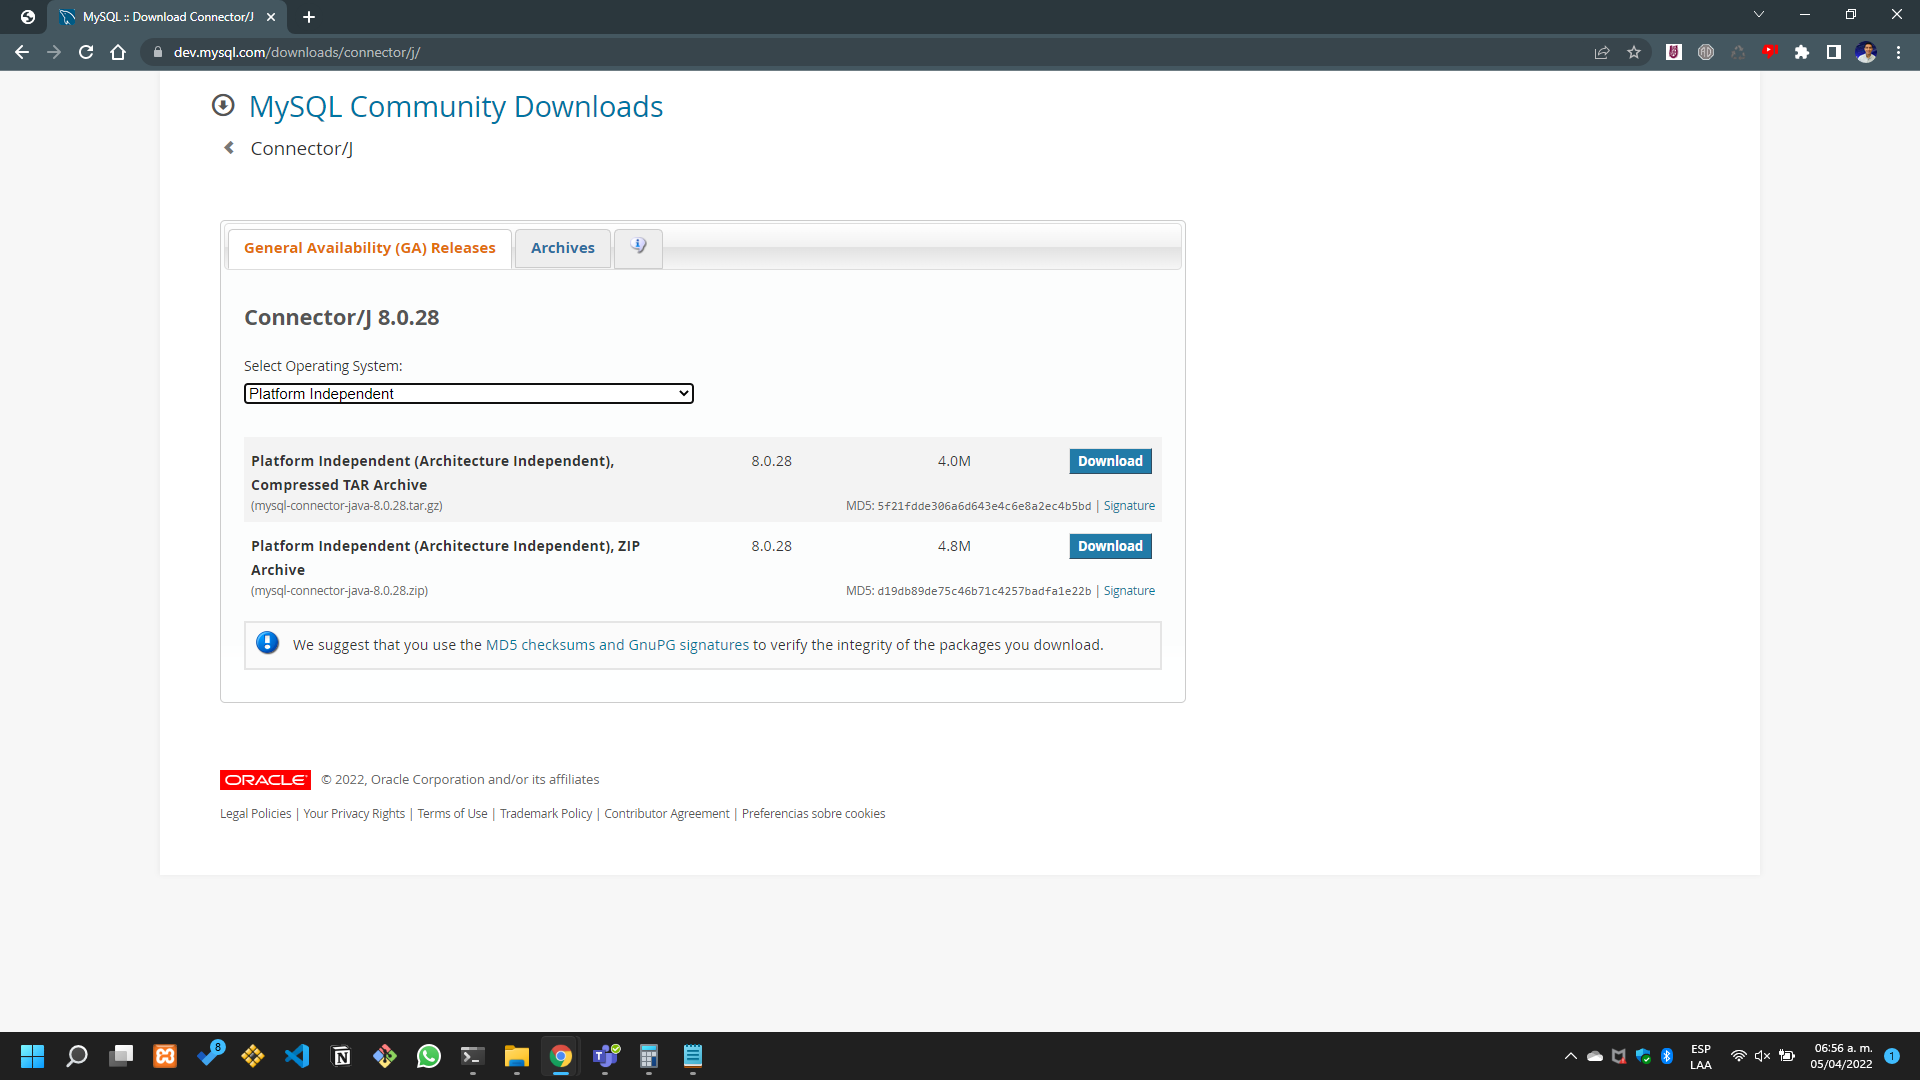 MySQL :: Download Connector/J
dev.mysql.com/downloads/connector/j/
MySQL Community Downloads
Connector/J
General Availability (GA) Releases
Archives
Connector/J 8.0.28
Select Operating System:
Platform Independent
Platform Independent (Architecture Independent), 8.0.28 4.0M Download
Compressed TAR Archive
(mysql-connector-java-8.0.28.tar.gz) MD5: 5f21fdde306a6d643e4c6e8a2ec4b5bd | Signature
Platform Independent (Architecture Independent), ZIP 8.0.28 4.8M Download
Archive
(mysql-connector-java-8.0.28.zip) MD5: d19db89de75c46b71c4257badfa1e22b | Signature
We suggest that you use the MD5 checksums and GnuPG signatures to verify the integrity of the packages you download.
ORACLE © 2022, Oracle Corporation and/or its affiliates
Legal Policies | Your Privacy Rights | Terms of Use | Trademark Policy | Contributor Agreement | Preferencias sobre cookies
8
ESP
LAA
06:56 a. m.
05/04/2022
1